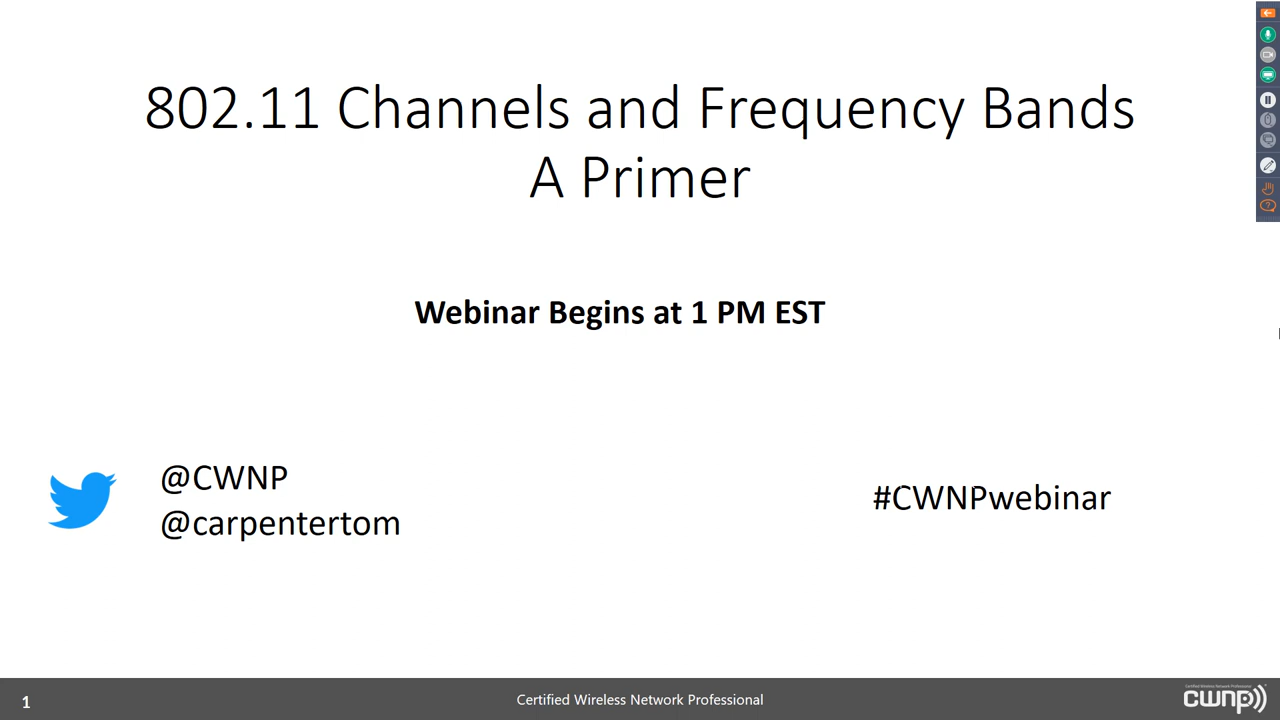 802.11 Channels and Frequency Bands
A Primer
Webinar Begins at 1 PM EST
@CWNP
@carpentertom
#CWNPwebinar
1
Certified Wireless Network Professional
cwnp